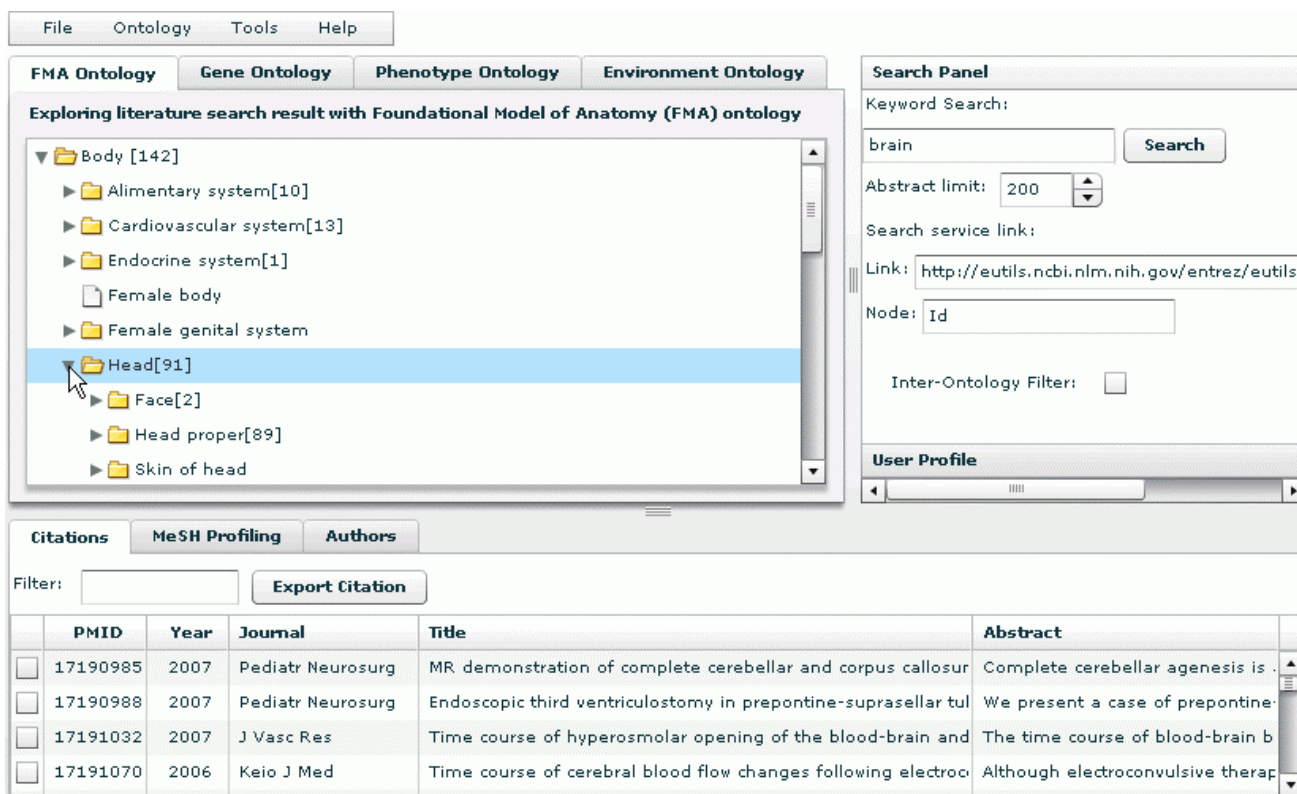 File Ontology Tools Help
FMA Ontology Gene Ontology Phenotype Ontology Environment Ontology
Exploring literature search result with Foundational Model of Anatomy (FMA) ontology
Body [142]
Alimentary system[10]
Cardiovascular system[13]
Endocrine system[1]
Female body
Female genital system
Head[91]
Face[2]
Head proper[89]
Skin of head
Search Panel
Keyword Search:
brain Search
Abstract limit: 200
Search service link:
Link: http://eutils.ncbi.nlm.nih.gov/entrez/eutils
Node: Id
Inter-Ontology Filter:
User Profile
Citations MeSH Profiling Authors
Filter: Export Citation
PMID Year Journal Title Abstract
17190985 2007 Pediatr Neurosurg MR demonstration of complete cerebellar and corpus callosur Complete cerebellar agenesis is .
17190988 2007 Pediatr Neurosurg Endoscopic third ventriculostomy in prepontine-suprasellar tul We present a case of prepontine-
17191032 2007 J Vasc Res Time course of hyperosmolar opening of the blood-brain and The time course of blood-brain b
17191070 2006 Keio J Med Time course of cerebral blood flow changes following electroc Although electroconvulsive therap